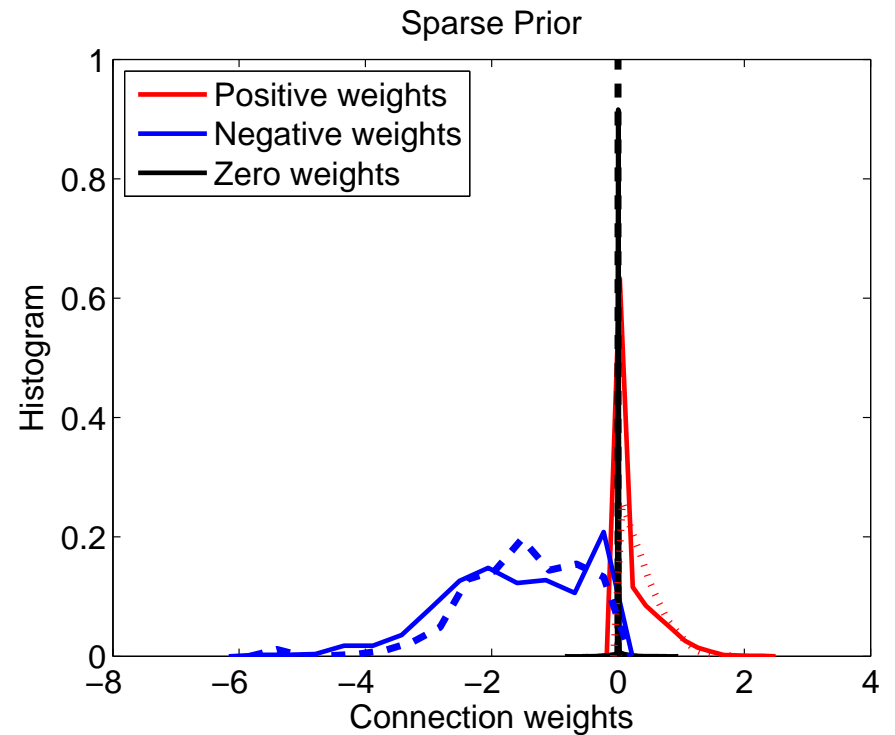 Sparse Prior
1
0.8
0.6
0.4
0.2
0
Histogram
Positive weights
Negative weights
Zero weights
−8 −6 −4 −2 0 2 4
Connection weights